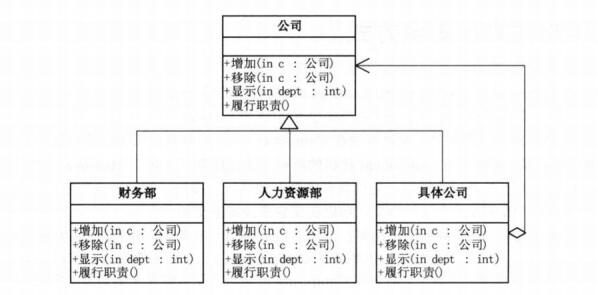 公司
+增加(in c : 公司)
+移除(in c : 公司)
+显示(in dept : int)
+履行职责()
财务部
+增加(in c : 公司)
+移除(in c : 公司)
+显示(in dept : int)
+履行职责()
人力资源部
+增加(in c : 公司)
+移除(in c : 公司)
+显示(in dept : int)
+履行职责()
具体公司
+增加(in c : 公司)
+移除(in c : 公司)
+显示(in dept : int)
+履行职责()